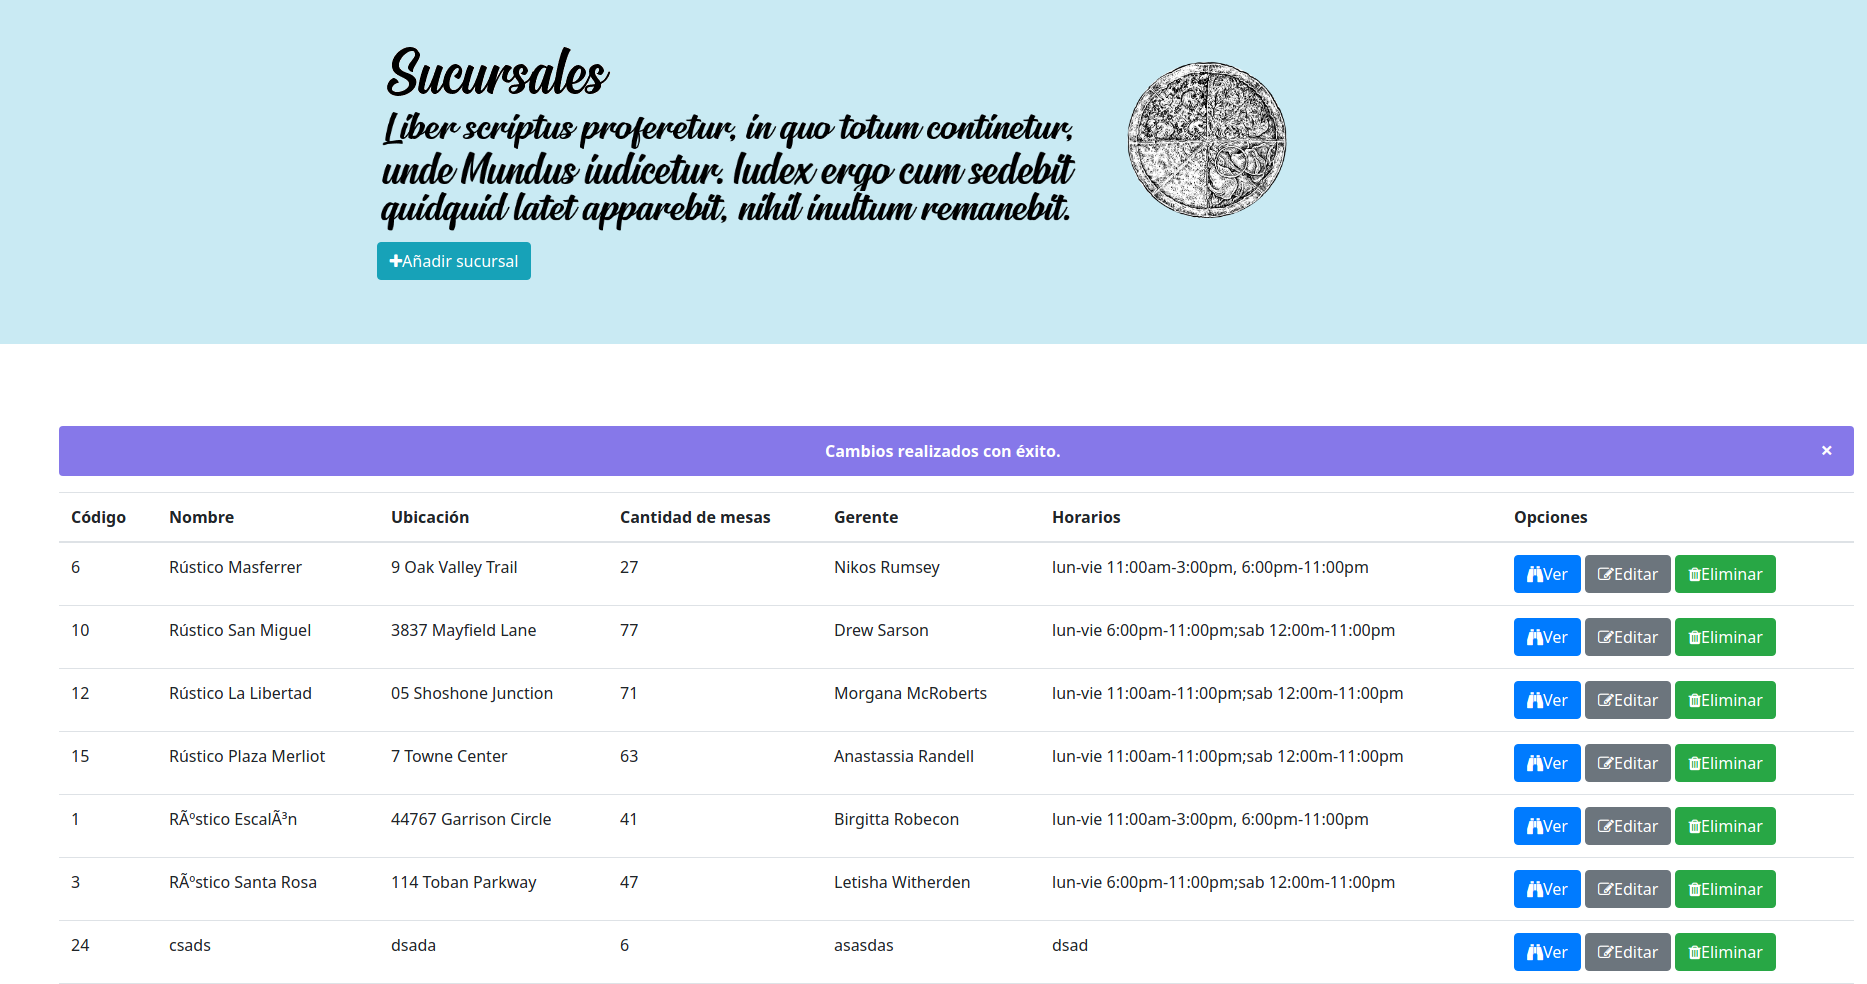 Sucursales
Liber scriptus proferetur, in quo totum continetur,
unde Mundus iudicetur. Iudex ergo cum sedebit
quidquid latet apparebit, nihil inultum remanebit.
Añadir sucursal
Cambios realizados con éxito. ×
Código Nombre Ubicación Cantidad de mesas Gerente Horarios Opciones
6 Rústico Masferrer 9 Oak Valley Trail 27 Nikos Rumsey lun-vie 11:00am-3:00pm, 6:00pm-11:00pm Ver Editar Eliminar
10 Rústico San Miguel 3837 Mayfield Lane 77 Drew Sarson lun-vie 6:00pm-11:00pm;sab 12:00m-11:00pm Ver Editar Eliminar
12 Rústico La Libertad 05 Shoshone Junction 71 Morgana McRoberts lun-vie 11:00am-11:00pm;sab 12:00m-11:00pm Ver Editar Eliminar
15 Rústico Plaza Merliot 7 Towne Center 63 Anastassia Randell lun-vie 11:00am-11:00pm;sab 12:00m-11:00pm Ver Editar Eliminar
1 RÃºstico EscalÃ³n 44767 Garrison Circle 41 Birgitta Robecon lun-vie 11:00am-3:00pm, 6:00pm-11:00pm Ver Editar Eliminar
3 RÃºstico Santa Rosa 114 Toban Parkway 47 Letisha Witherden lun-vie 6:00pm-11:00pm;sab 12:00m-11:00pm Ver Editar Eliminar
24 csads dsada 6 asasdas dsad Ver Editar Eliminar